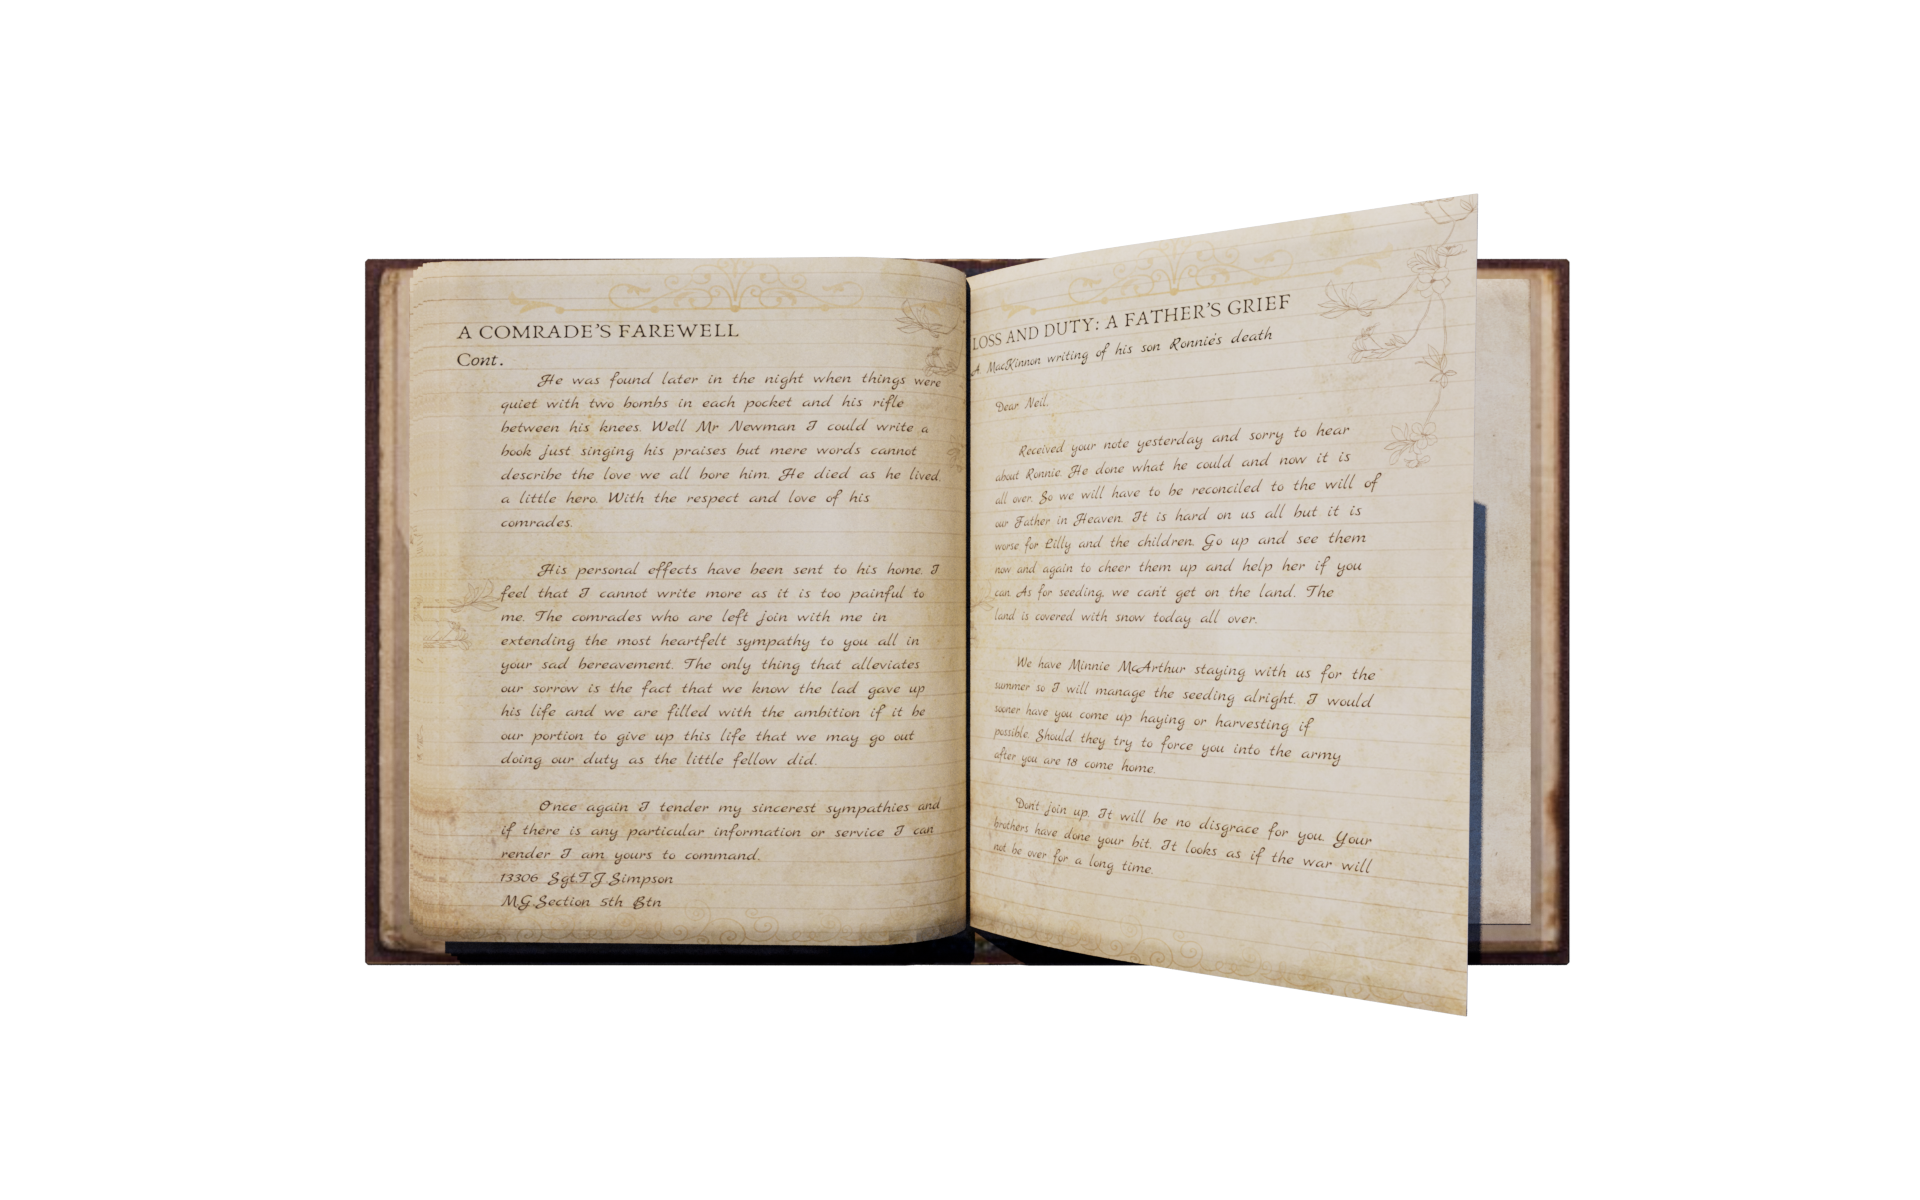 A COMRADE'S FAREWELL
Cont.
He was found later in the night when things were
quiet with two bombs in each pocket and his rifle
between his knees. Well Mr Newman I could write a
book just singing his praises but mere words cannot
describe the love we all bore him. He died as he lived.
a little hero. With the respect and love of his
comrades.
His personal effects have been sent to his home. I
feel that I cannot write more as it is too painful to
me. The comrades who are left join with me in
extending the most heartfelt sympathy to you all in
your sad bereavement. The only thing that alleviates
our sorrow is the fact that we know the lad gave up
his life and we are filled with the ambition if it be
our portion to give up this life that we may go out
doing our duty as the little fellow did.
Once again I tender my sincerest sympathies and
if there is any particular information or service I can
render I am yours to command.
13306 Sgt.T.J.Simpson
M.G.Section 5th Btn
LOSS AND DUTY: A FATHER'S GRIEF
A MacKinnon writing of his son Ronnie's death
Dear Neil,
Received your note yesterday and sorry to hear
about Ronnie. He done what he could and now it is
all over. So we will have to be reconciled to the will of
our Father in Heaven. It is hard on us all but it is
worse for Lilly and the children. Go up and see them
now and again to cheer them up and help her if you
can. As for seeding, we can't get on the land. The
land is covered with snow today all over.
We have Minnie McArthur staying with us for the
summer so I will manage the seeding alright. I would
sooner have you come up haying or harvesting if
possible. Should they try to force you into the army
after you are 18 come home.
Don't join up. It will be no disgrace for you. Your
brothers have done your bit. It looks as if the war will
not be over for a long time.